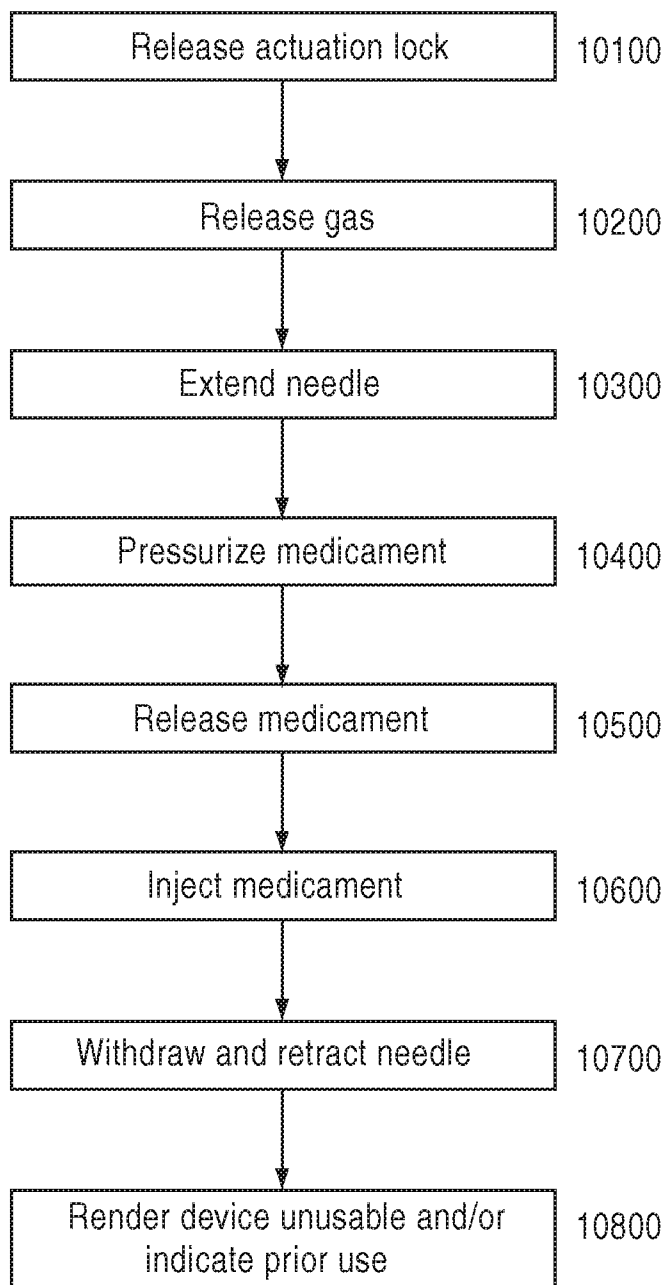 Release actuation lock 10100
Release gas 10200
Extend needle 10300
Pressurize medicament 10400
Release medicament 10500
Inject medicament 10600
Withdraw and retract needle 10700
Render device unusable and/or 10800
indicate prior use